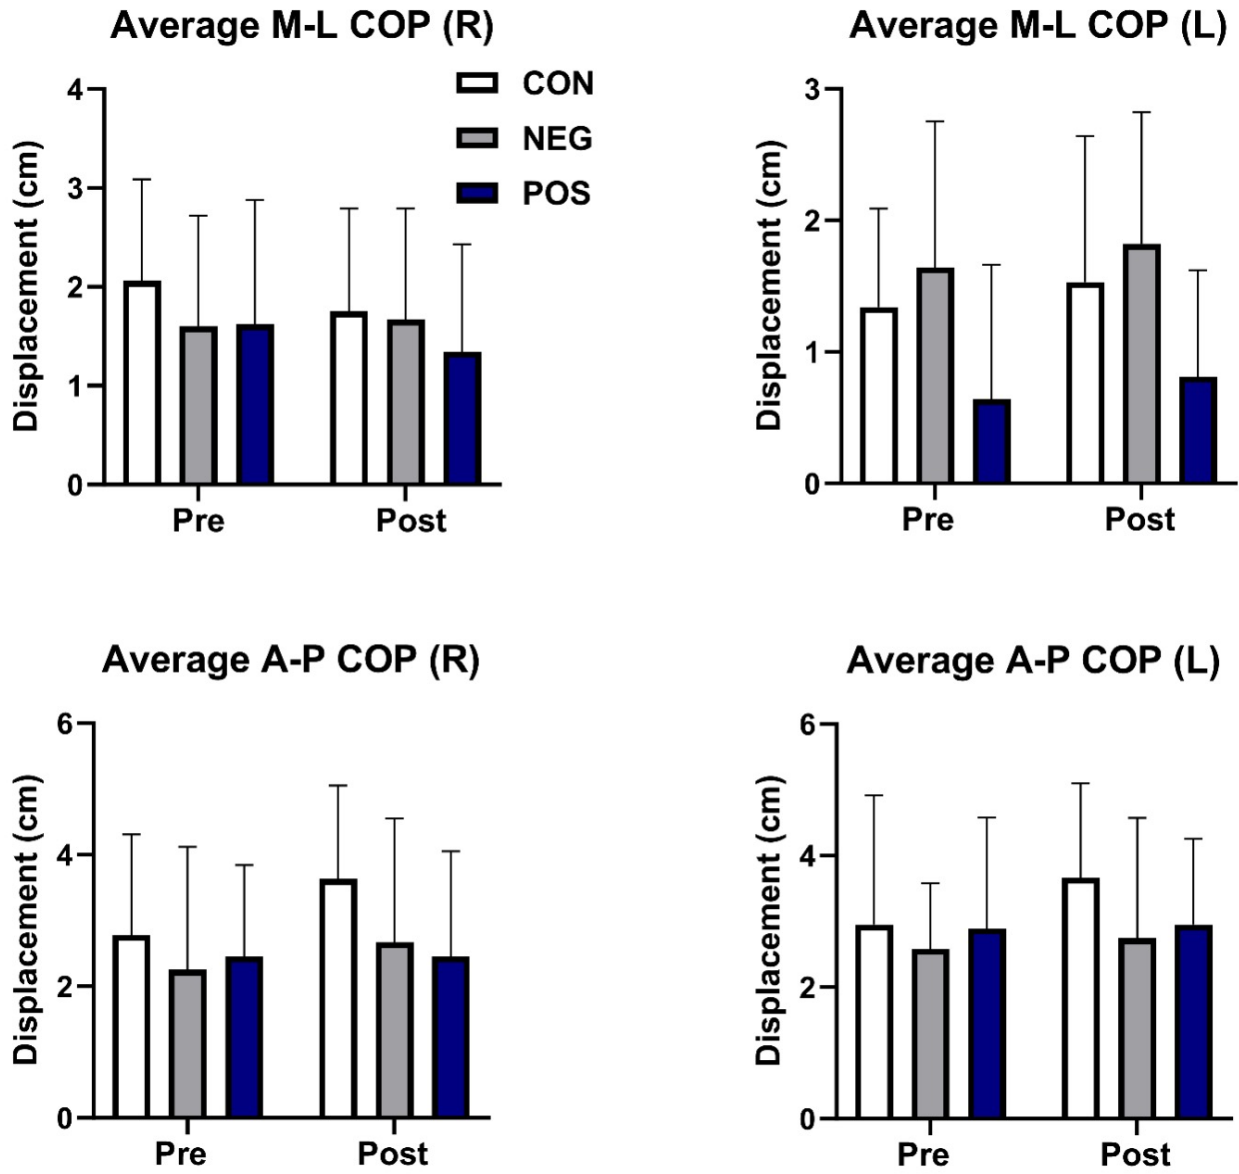 Average M-L COP (R)
CON
NEG
POS
Displacement (cm)
4
3
2
1
0
Pre Post
Average M-L COP (L)
Displacement (cm)
3
2
1
0
Pre Post
Average A-P COP (R)
Displacement (cm)
6
4
2
0
Pre Post
Average A-P COP (L)
Displacement (cm)
6
4
2
0
Pre Post